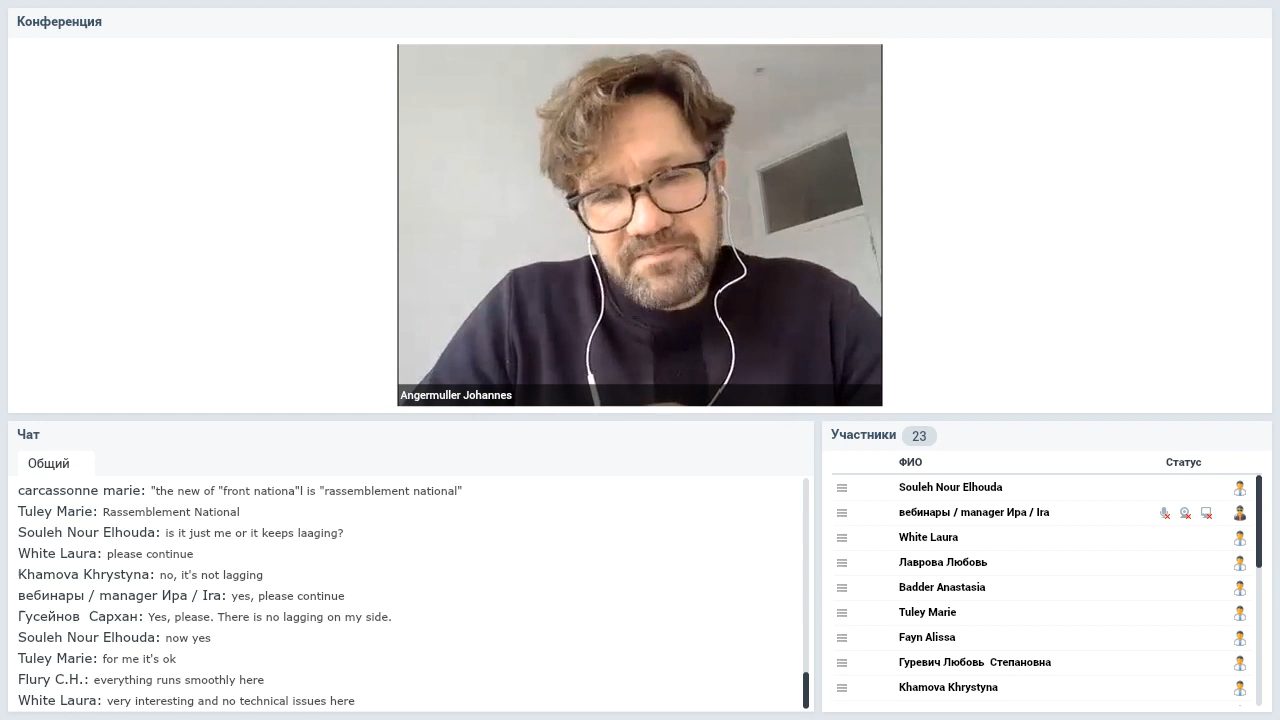 Конференция
Angermuller Johannes
Чат
Общий
carcassonne marie: "the new of "front nationa"l is "rassemblement national"
Tuley Marie: Rassemblement National
Souleh Nour Elhouda: is it just me or it keeps laaging?
White Laura: please continue
Khamova Khrystyna: no, it's not lagging
вебинары / manager Ира / Ira: yes, please continue
Гусейнов Сархан: Yes, please. There is no lagging on my side.
Souleh Nour Elhouda: now yes
Tuley Marie: for me it's ok
Flury C.H.: everything runs smoothly here
White Laura: very interesting and no technical issues here
Участники 23
ФИО Статус
Souleh Nour Elhouda
вебинары / manager Ира / Ira
White Laura
Лаврова Любовь
Badder Anastasia
Tuley Marie
Fayn Alissa
Гуревич Любовь Степановна
Khamova Khrystyna